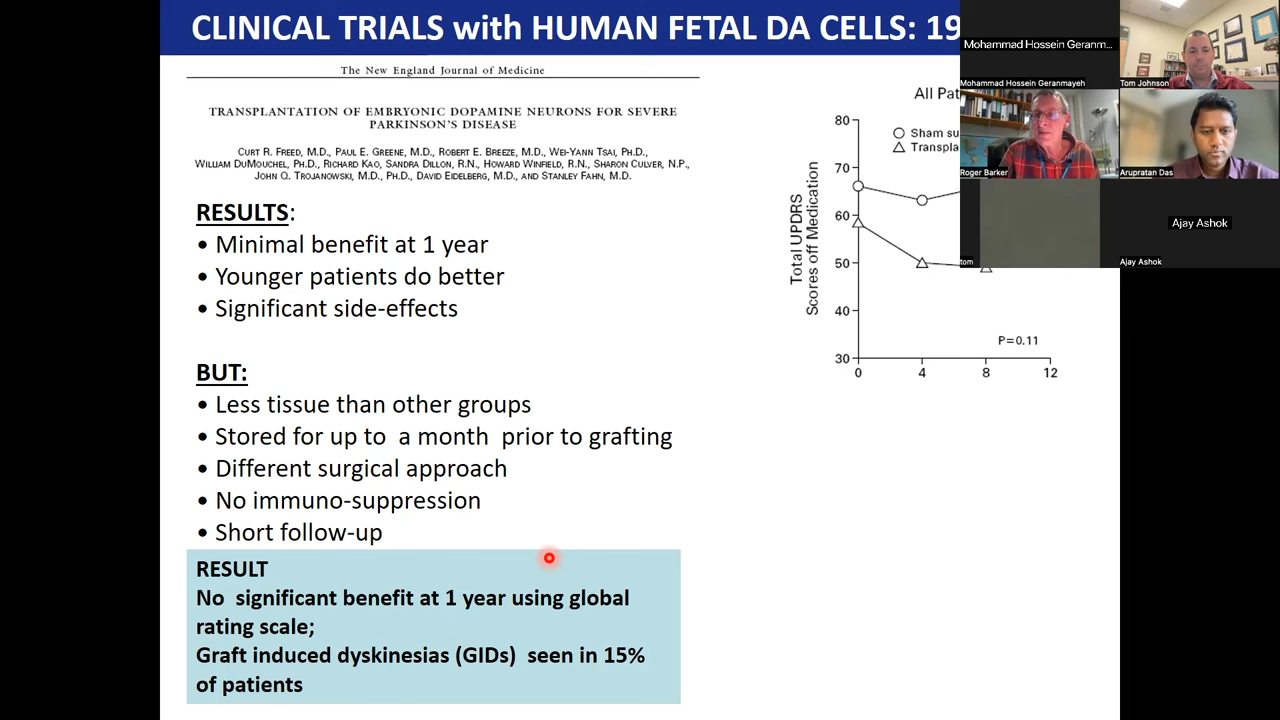 CLINICAL TRIALS with HUMAN FETAL DA CELLS: 19
The New England Journal of Medicine
TRANSPLANTATION OF EMBRYONIC DOPAMINE NEURONS FOR SEVERE
PARKINSON'S DISEASE
CURT R. FREED, M.D., PAUL E. GREENE, M.D., ROBERT E. BREEZE, M.D., WEI-YANN TSAI, PH.D.,
WILLIAM DUMOUCHEL, PH.D., RICHARD KAO, SANDRA DILLON, R.N., HOWARD WINFIELD, R.N., SHARON CULVER, N.P.,
JOHN Q. TROJANOWSKI, M.D., PH.D., DAVID EIDELBERG, M.D., AND STANLEY FAHN, M.D.
RESULTS:
• Minimal benefit at 1 year
• Younger patients do better
• Significant side-effects
BUT:
• Less tissue than other groups
• Stored for up to a month prior to grafting
• Different surgical approach
• No immuno-suppression
• Short follow-up
RESULT
No significant benefit at 1 year using global
rating scale;
Graft induced dyskinesias (GIDs) seen in 15%
of patients
All Pat
Sham su
Transpla
Total UPDRS
Scores off Medication
80
70
60
50
40
30
P=0.11
0 4 8 12
Mohammad Hossein Geranm...
Mohammad Hossein Geranmayeh
Tom Johnson
Roger Barker
Arupratan Das
tom
Ajay Ashok
Ajay Ashok